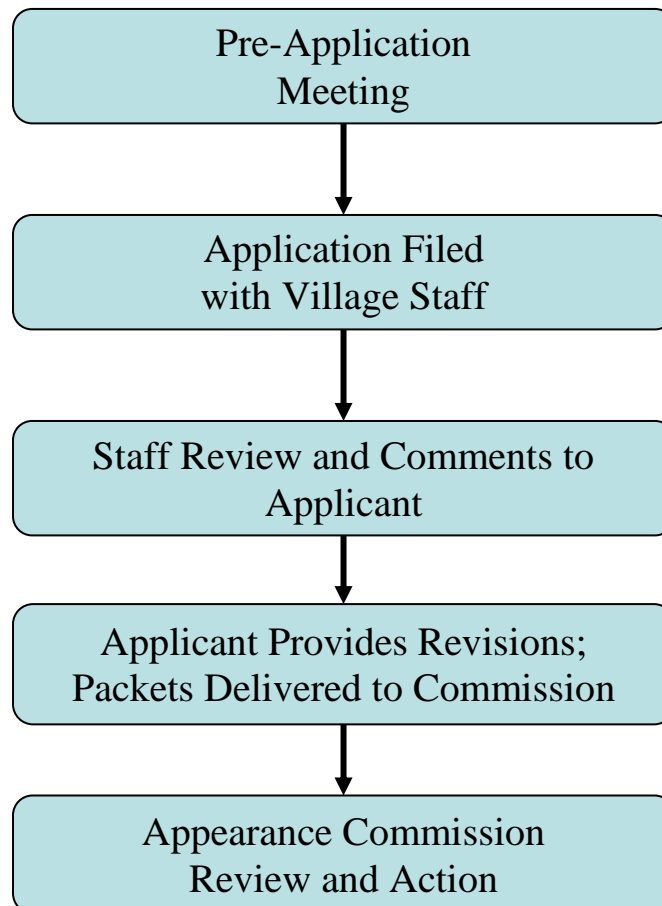 Pre-Application
Meeting
Application Filed
with Village Staff
Staff Review and Comments to
Applicant
Applicant Provides Revisions;
Packets Delivered to Commission
Appearance Commission
Review and Action